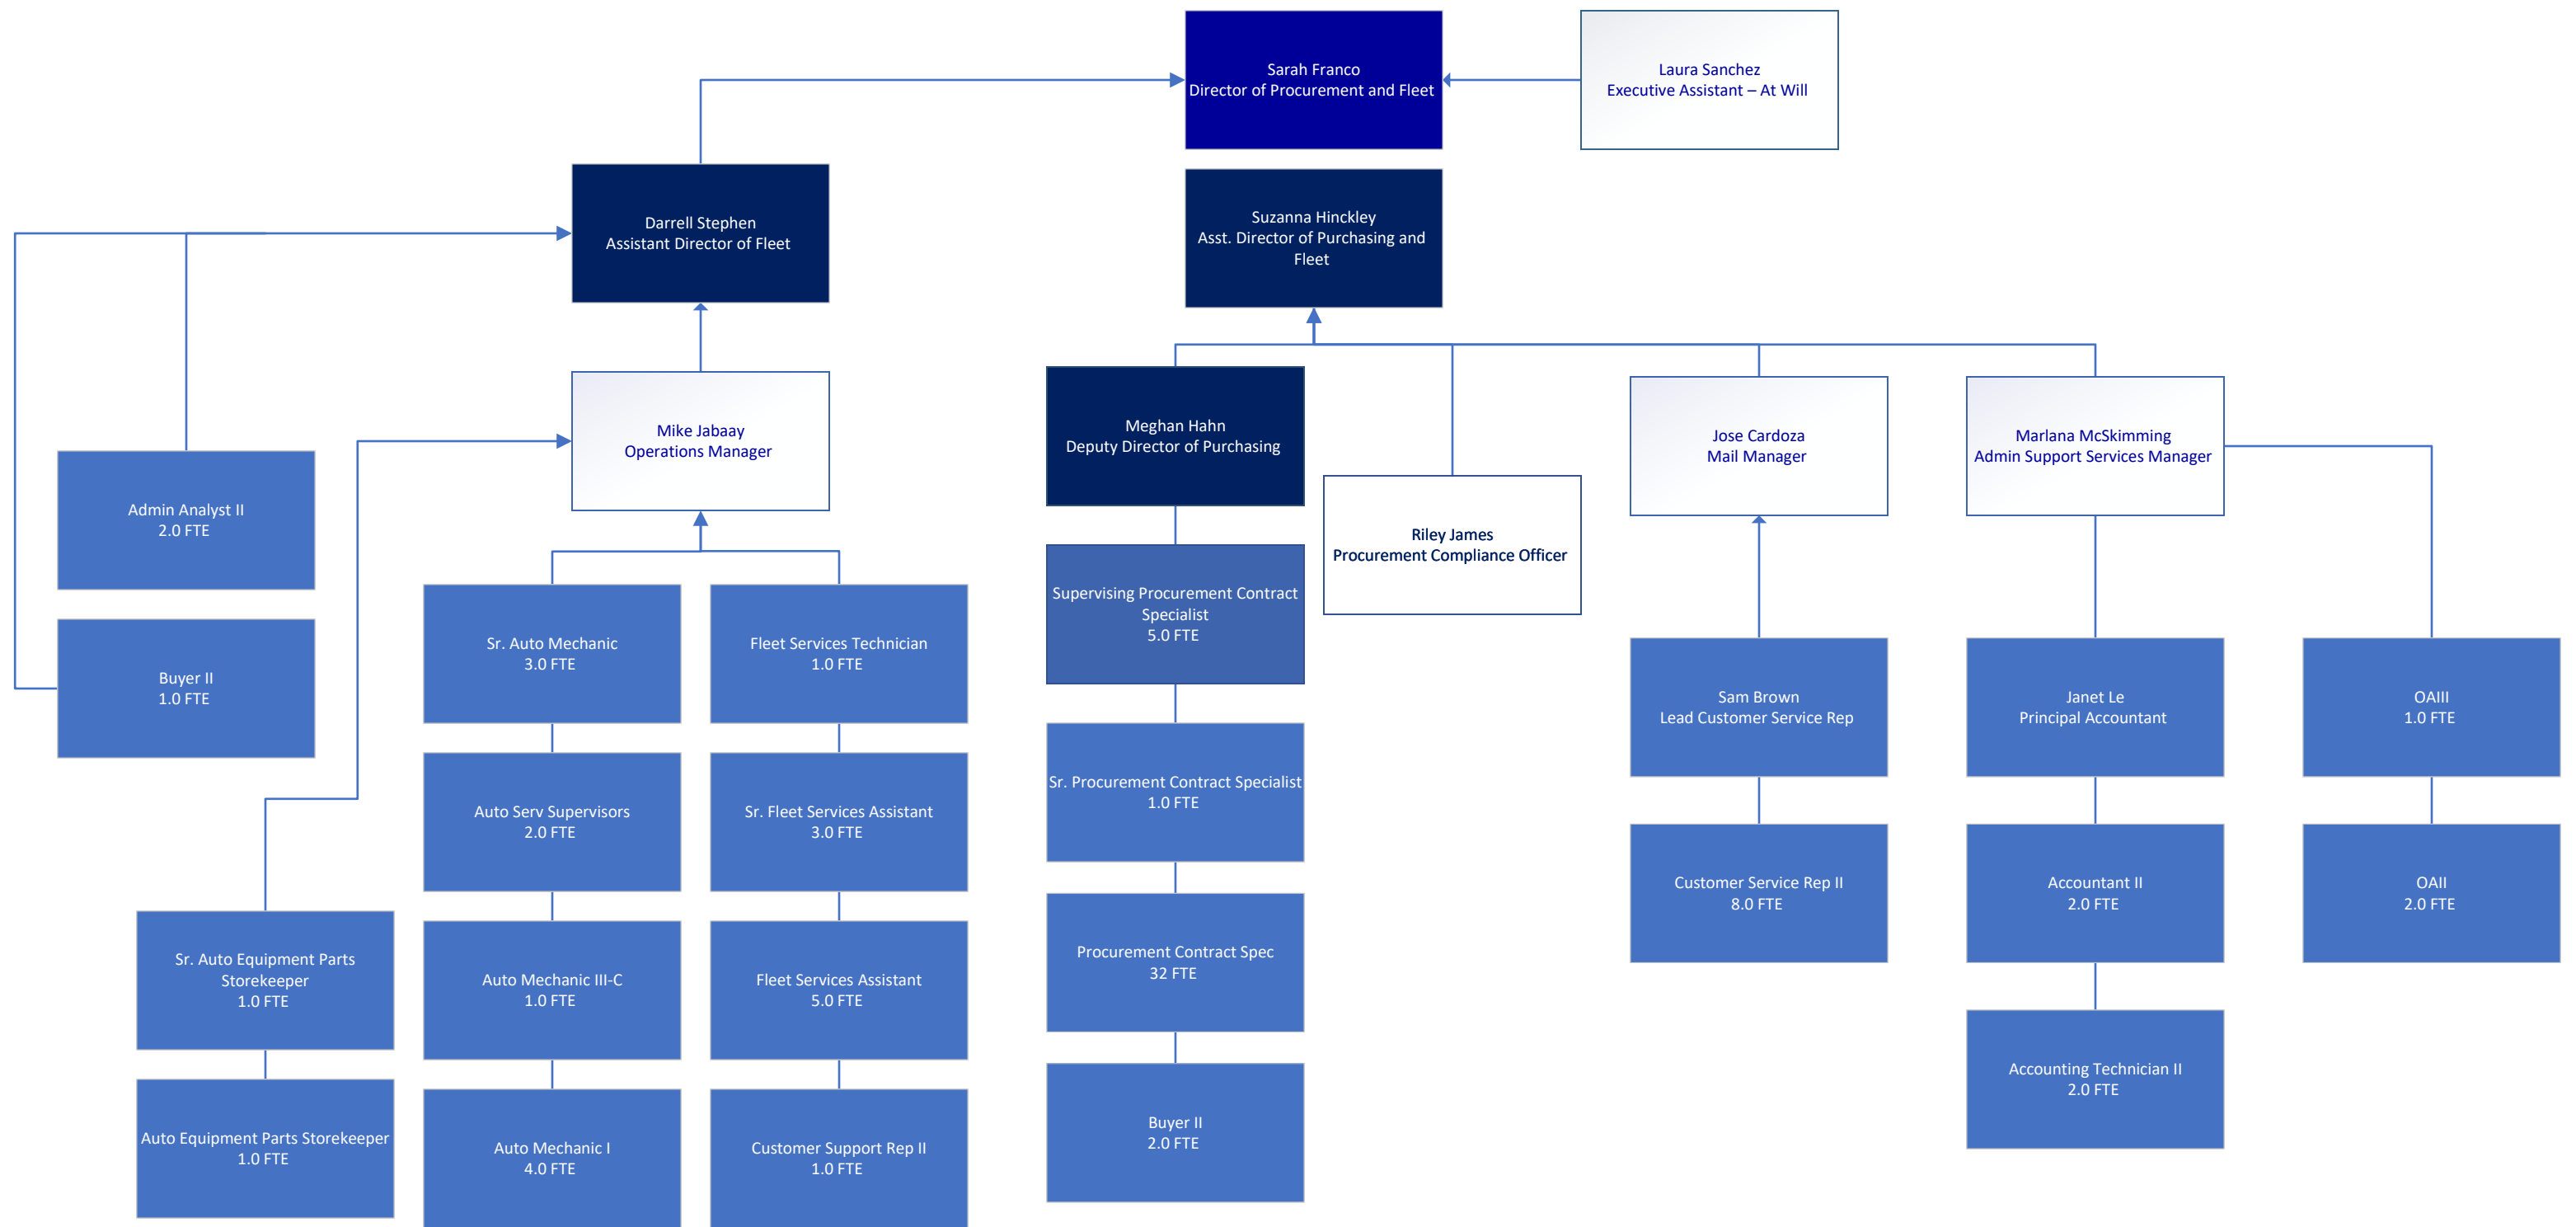 Sarah Franco
Director of Procurement and Fleet
Laura Sanchez
Executive Assistant – At Will
Darrell Stephen
Assistant Director of Fleet
Suzanna Hinckley
Asst. Director of Purchasing and
Fleet
Mike Jabaay
Operations Manager
Meghan Hahn
Deputy Director of Purchasing
Jose Cardoza
Mail Manager
Marlana McSkimming
Admin Support Services Manager
Admin Analyst II
2.0 FTE
Riley James
Procurement Compliance Officer
Buyer II
1.0 FTE
Sr. Auto Mechanic
3.0 FTE
Fleet Services Technician
1.0 FTE
Supervising Procurement Contract
Specialist
5.0 FTE
Sam Brown
Lead Customer Service Rep
Janet Le
Principal Accountant
OAIII
1.0 FTE
Auto Serv Supervisors
2.0 FTE
Sr. Fleet Services Assistant
3.0 FTE
Sr. Procurement Contract Specialist
1.0 FTE
Customer Service Rep II
8.0 FTE
Accountant II
2.0 FTE
OAII
2.0 FTE
Sr. Auto Equipment Parts
Storekeeper
1.0 FTE
Auto Mechanic III-C
1.0 FTE
Fleet Services Assistant
5.0 FTE
Procurement Contract Spec
32 FTE
Accounting Technician II
2.0 FTE
Auto Equipment Parts Storekeeper
1.0 FTE
Auto Mechanic I
4.0 FTE
Customer Support Rep II
1.0 FTE
Buyer II
2.0 FTE